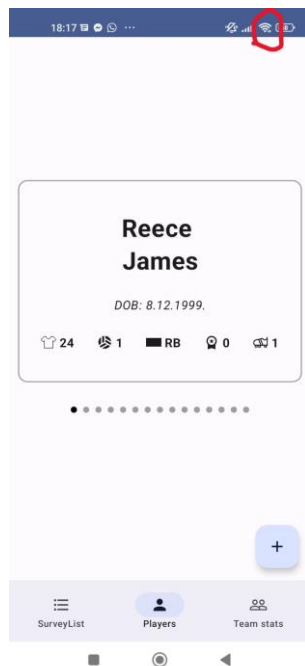 18:17
Reece
James
DOB: 8.12.1999.
24 1 RB 0 1
SurveyList Players Team stats